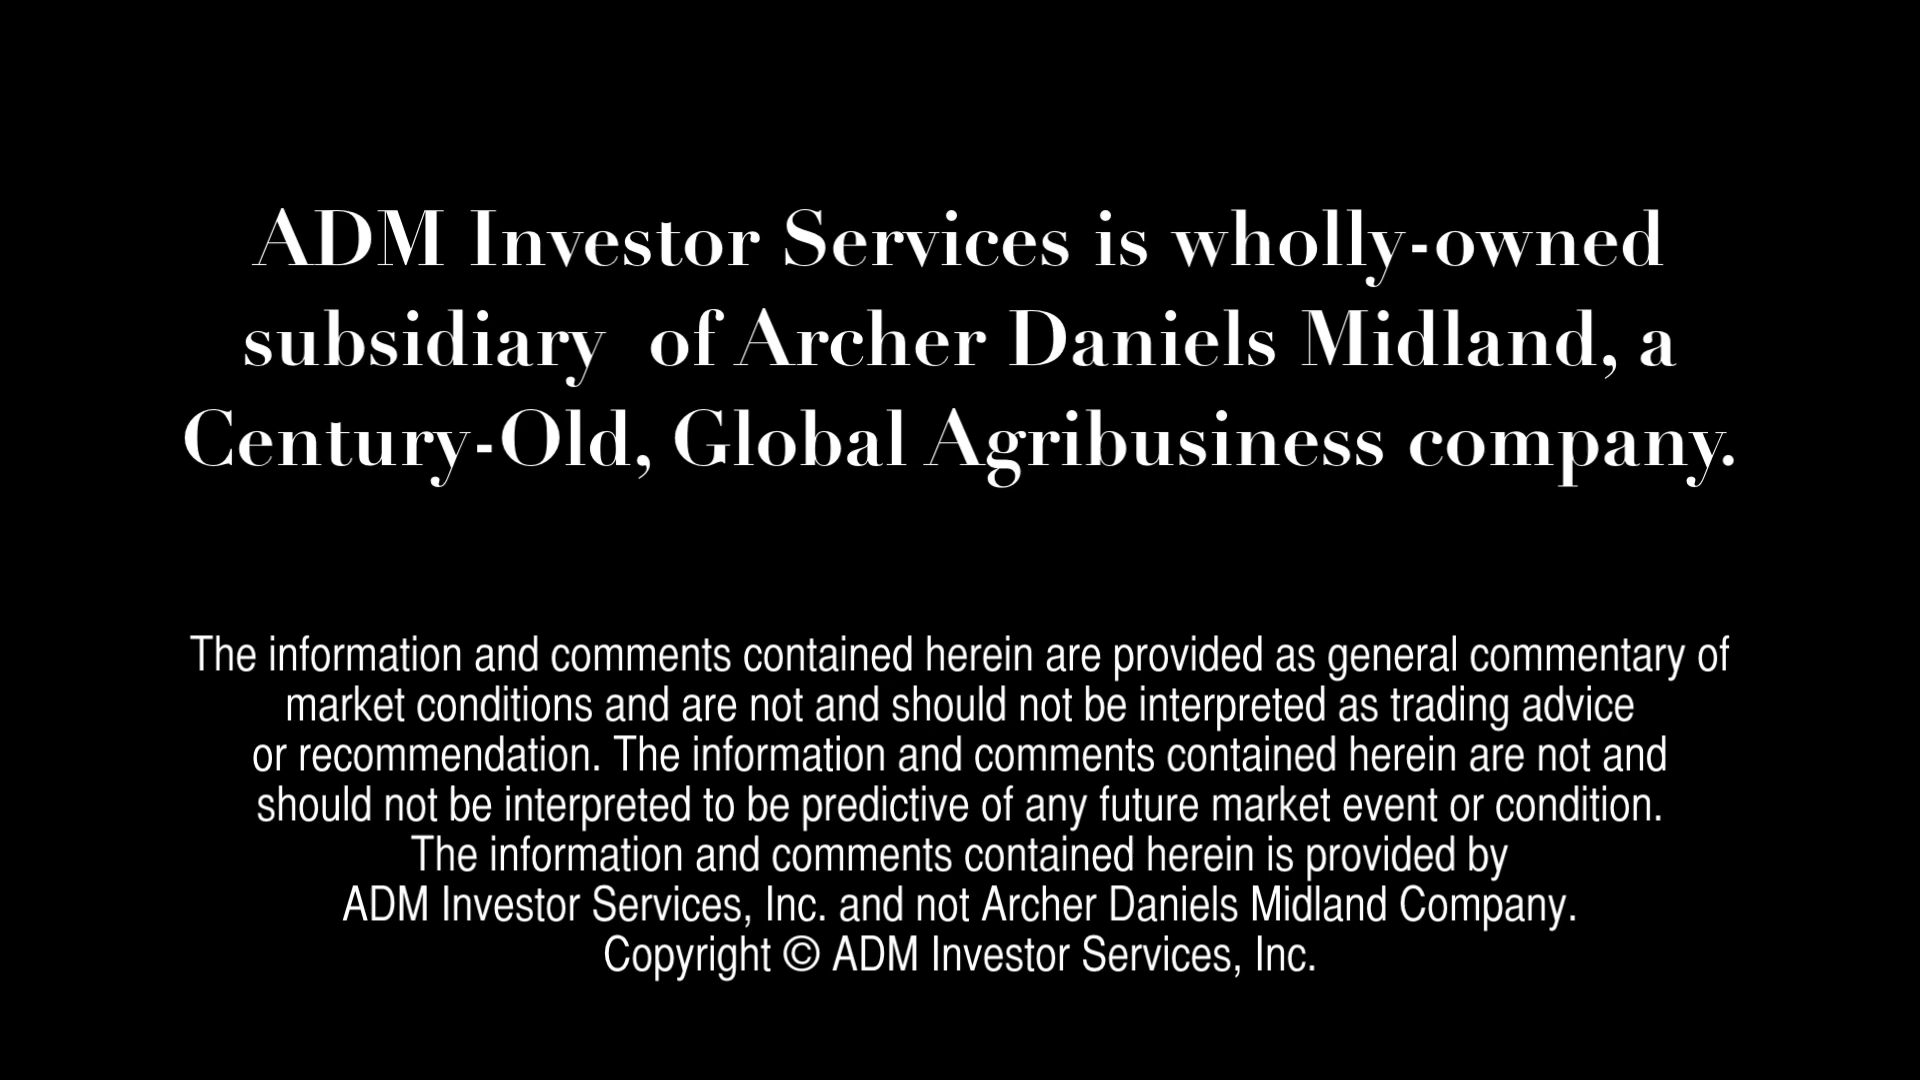 ADM Investor Services is wholly-owned
subsidiary  of Archer Daniels Midland, a
Century-Old, Global Agribusiness company.
The information and comments contained herein are provided as general commentary of
market conditions and are not and should not be interpreted as trading advice
or recommendation. The information and comments contained herein are not and
should not be interpreted to be predictive of any future market event or condition.
The information and comments contained herein is provided by
ADM Investor Services, Inc. and not Archer Daniels Midland Company.
Copyright © ADM Investor Services, Inc.